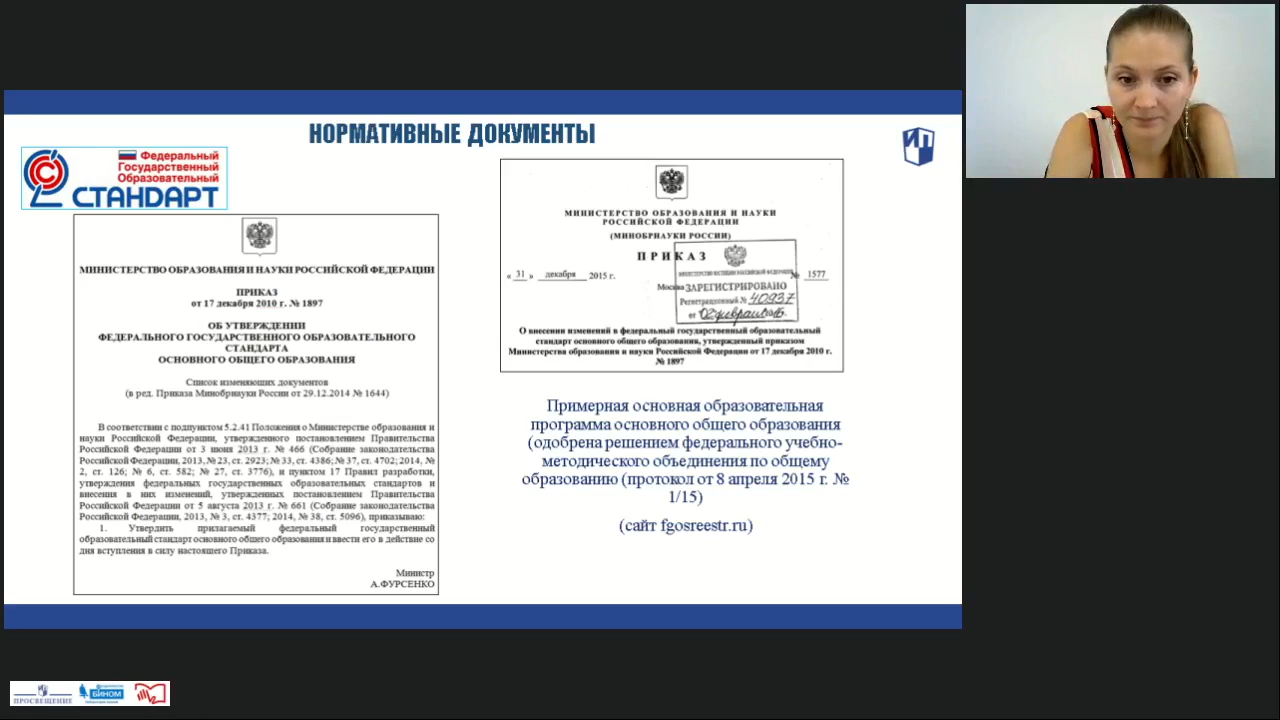 НОРМАТИВНЫЕ ДОКУМЕНТЫ
Федеральный
Государственный
Образовательный
СТАНДАРТ
МИНИСТЕРСТВО ОБРАЗОВАНИЯ И НАУКИ РОССИЙСКОЙ ФЕДЕРАЦИИ
ПРИКАЗ
от 17 декабря 2010 г. № 1897
ОБ УТВЕРЖДЕНИИ
ФЕДЕРАЛЬНОГО ГОСУДАРСТВЕННОГО ОБРАЗОВАТЕЛЬНОГО
СТАНДАРТА
ОСНОВНОГО ОБЩЕГО ОБРАЗОВАНИЯ
Список изменяющих документов
(в ред. Приказа Минобрнауки России от 29.12.2014 № 1644)
В соответствии с подпунктом 5.2.41 Положения о Министерстве образования и
науки Российской Федерации, утвержденного постановлением Правительства
Российской Федерации от 3 июня 2013 г. № 466 (Собрание законодательства
Российской Федерации, 2013, № 23, ст. 2923; № 33, ст. 4386; № 37, ст. 4702; 2014, №
2, ст. 126; № 6, ст. 582; № 27, ст. 3776), и пунктом 17 Правил разработки,
утверждения федеральных государственных образовательных стандартов и
внесения в них изменений, утвержденных постановлением Правительства
Российской Федерации от 5 августа 2013 г. № 661 (Собрание законодательства
Российской Федерации, 2013, № 3, ст. 4377; 2014, № 38, ст. 5096), приказываю:
1. Утвердить прилагаемый федеральный государственный
образовательный стандарт основного общего образования и ввести его в действие со
дня вступления в силу настоящего Приказа.
Министр
А.ФУРСЕНКО
МИНИСТЕРСТВО ОБРАЗОВАНИЯ И НАУКИ
РОССИЙСКОЙ ФЕДЕРАЦИИ
(МИНОБРНАУКИ РОССИИ)
ПРИКАЗ
« 31 » декабря 2015 г. № 1577
Москва
МИНИСТЕРСТВО ЮСТИЦИИ РОССИЙСКОЙ ФЕДЕРАЦИИ
ЗАРЕГИСТРИРОВАНО
Регистрационный № 40937
от 02 февраля 2016.
О внесении изменений в федеральный государственный образовательный
стандарт основного общего образования, утвержденный приказом
Министерства образования и науки Российской Федерации от 17 декабря 2010 г.
№ 1897
Примерная основная образовательная
программа основного общего образования
(одобрена решением федерального учебно-
методического объединения по общему
образованию (протокол от 8 апреля 2015 г. №
1/15)
(сайт fgosreestr.ru)
ПРОСВЕЩЕНИЕ
БИНОМ